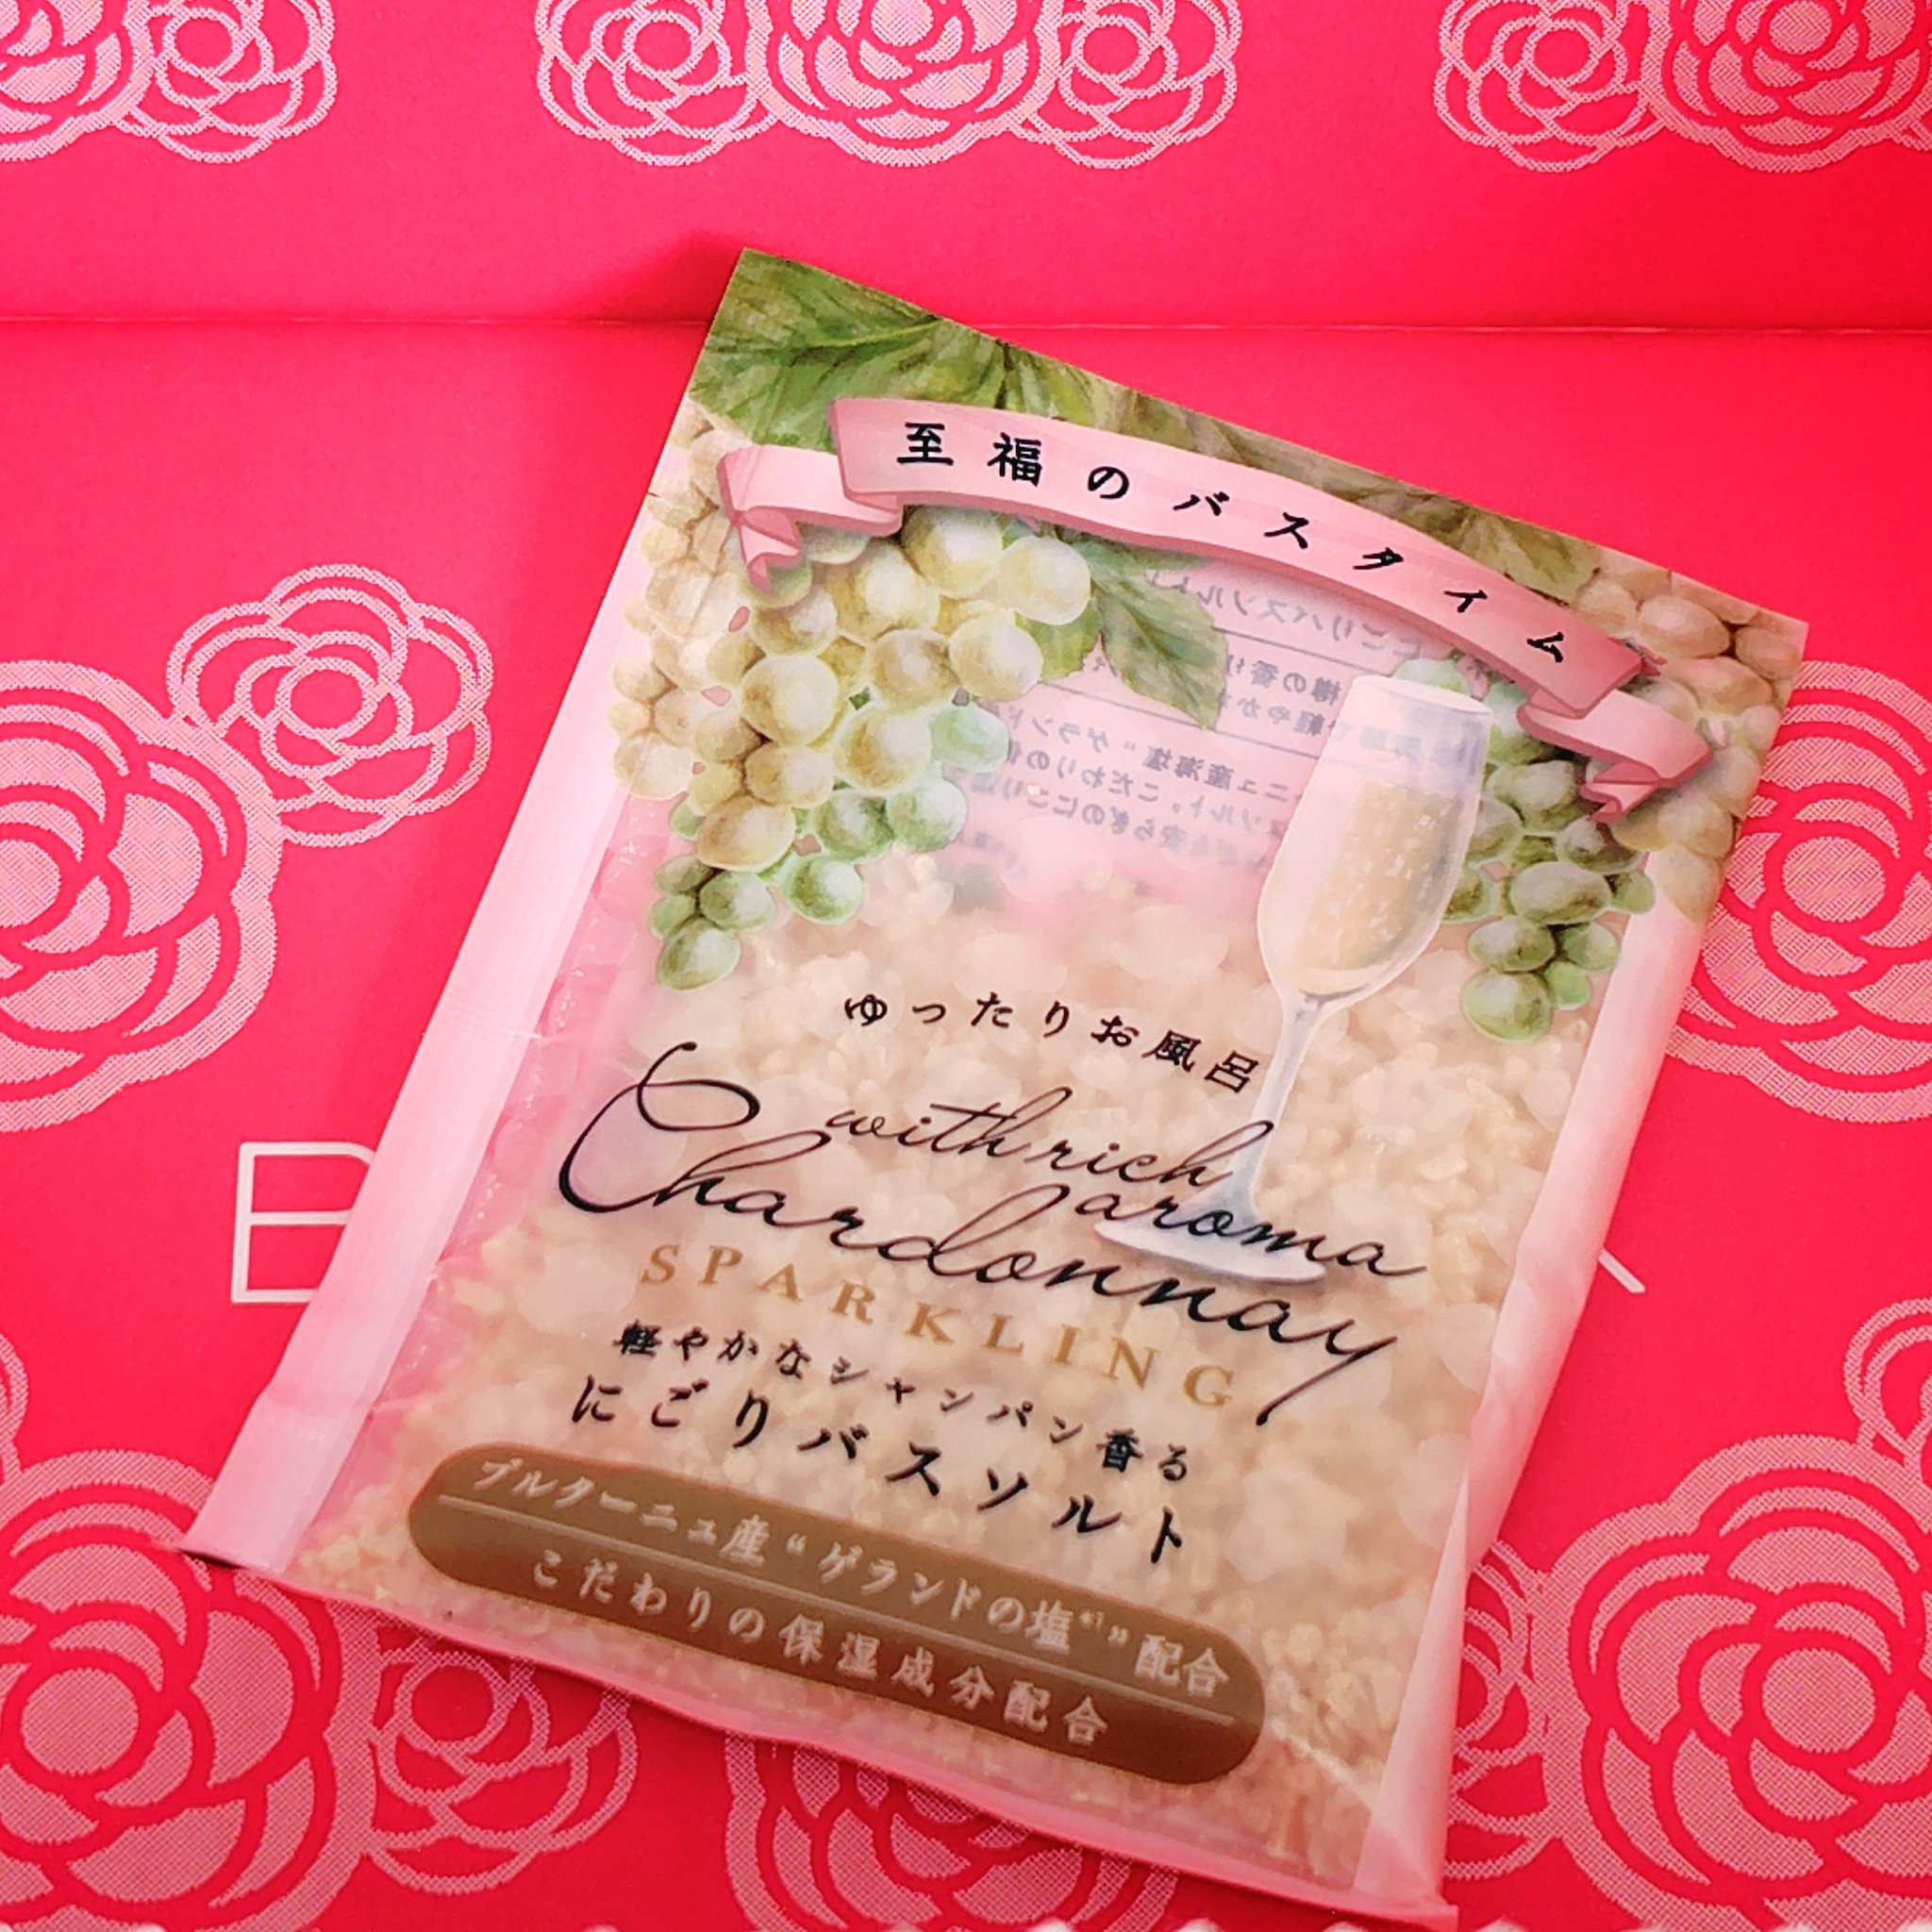 至福のバスタイム
ゆったりお風呂
with rich
aroma
Chardonnay
SPARKLING
軽やかなシャンパン香る
にごりバスソルト
ブルターニュ産“ゲランドの塩*1”配合
こだわりの保湿成分配合